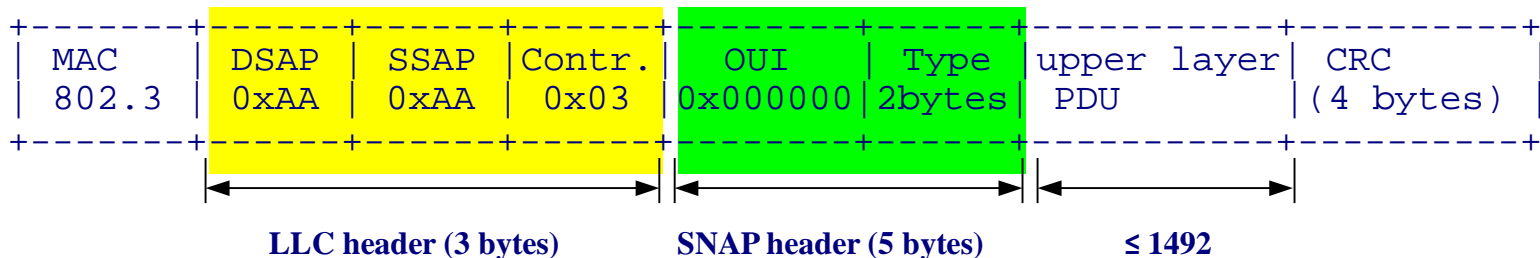 +-------+------+------+------+--------+------+----------+----------+
| MAC | DSAP | SSAP |Contr.| OUI | Type |upper layer| CRC |
| 802.3 | 0xAA | 0xAA | 0x03 |0x000000|2bytes| PDU |(4 bytes) |
+-------+------+------+------+--------+------+----------+----------+
LLC header (3 bytes) SNAP header (5 bytes) ≤ 1492